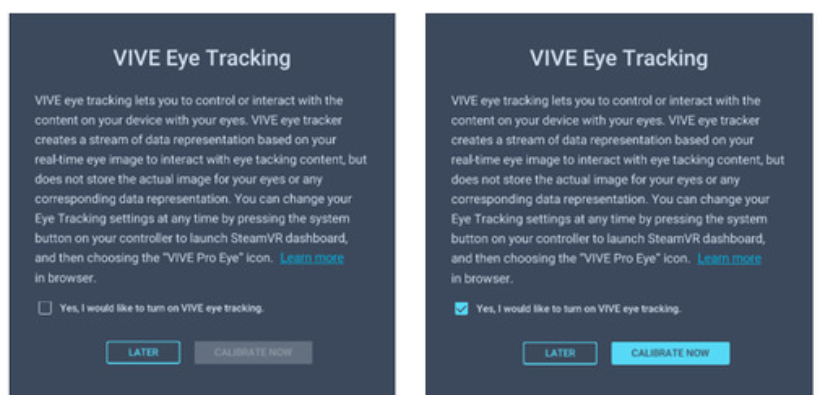 VIVE Eye Tracking
VIVE eye tracking lets you to control or interact with the
content on your device with your eyes. VIVE eye tracker
creates a stream of data representation based on your
real-time eye image to interact with eye tacking content, but
does not store the actual image for your eyes or any
corresponding data representation. You can change your
Eye Tracking settings at any time by pressing the system
button on your controller to launch SteamVR dashboard,
and then choosing the "VIVE Pro Eye" icon. Learn more
in browser.
Yes, I would like to turn on VIVE eye tracking.
LATER CALIBRATE NOW
VIVE Eye Tracking
VIVE eye tracking lets you to control or interact with the
content on your device with your eyes. VIVE eye tracker
creates a stream of data representation based on your
real-time eye image to interact with eye tacking content, but
does not store the actual image for your eyes or any
corresponding data representation. You can change your
Eye Tracking settings at any time by pressing the system
button on your controller to launch SteamVR dashboard,
and then choosing the "VIVE Pro Eye" icon. Learn more
in browser.
Yes, I would like to turn on VIVE eye tracking.
LATER CALIBRATE NOW